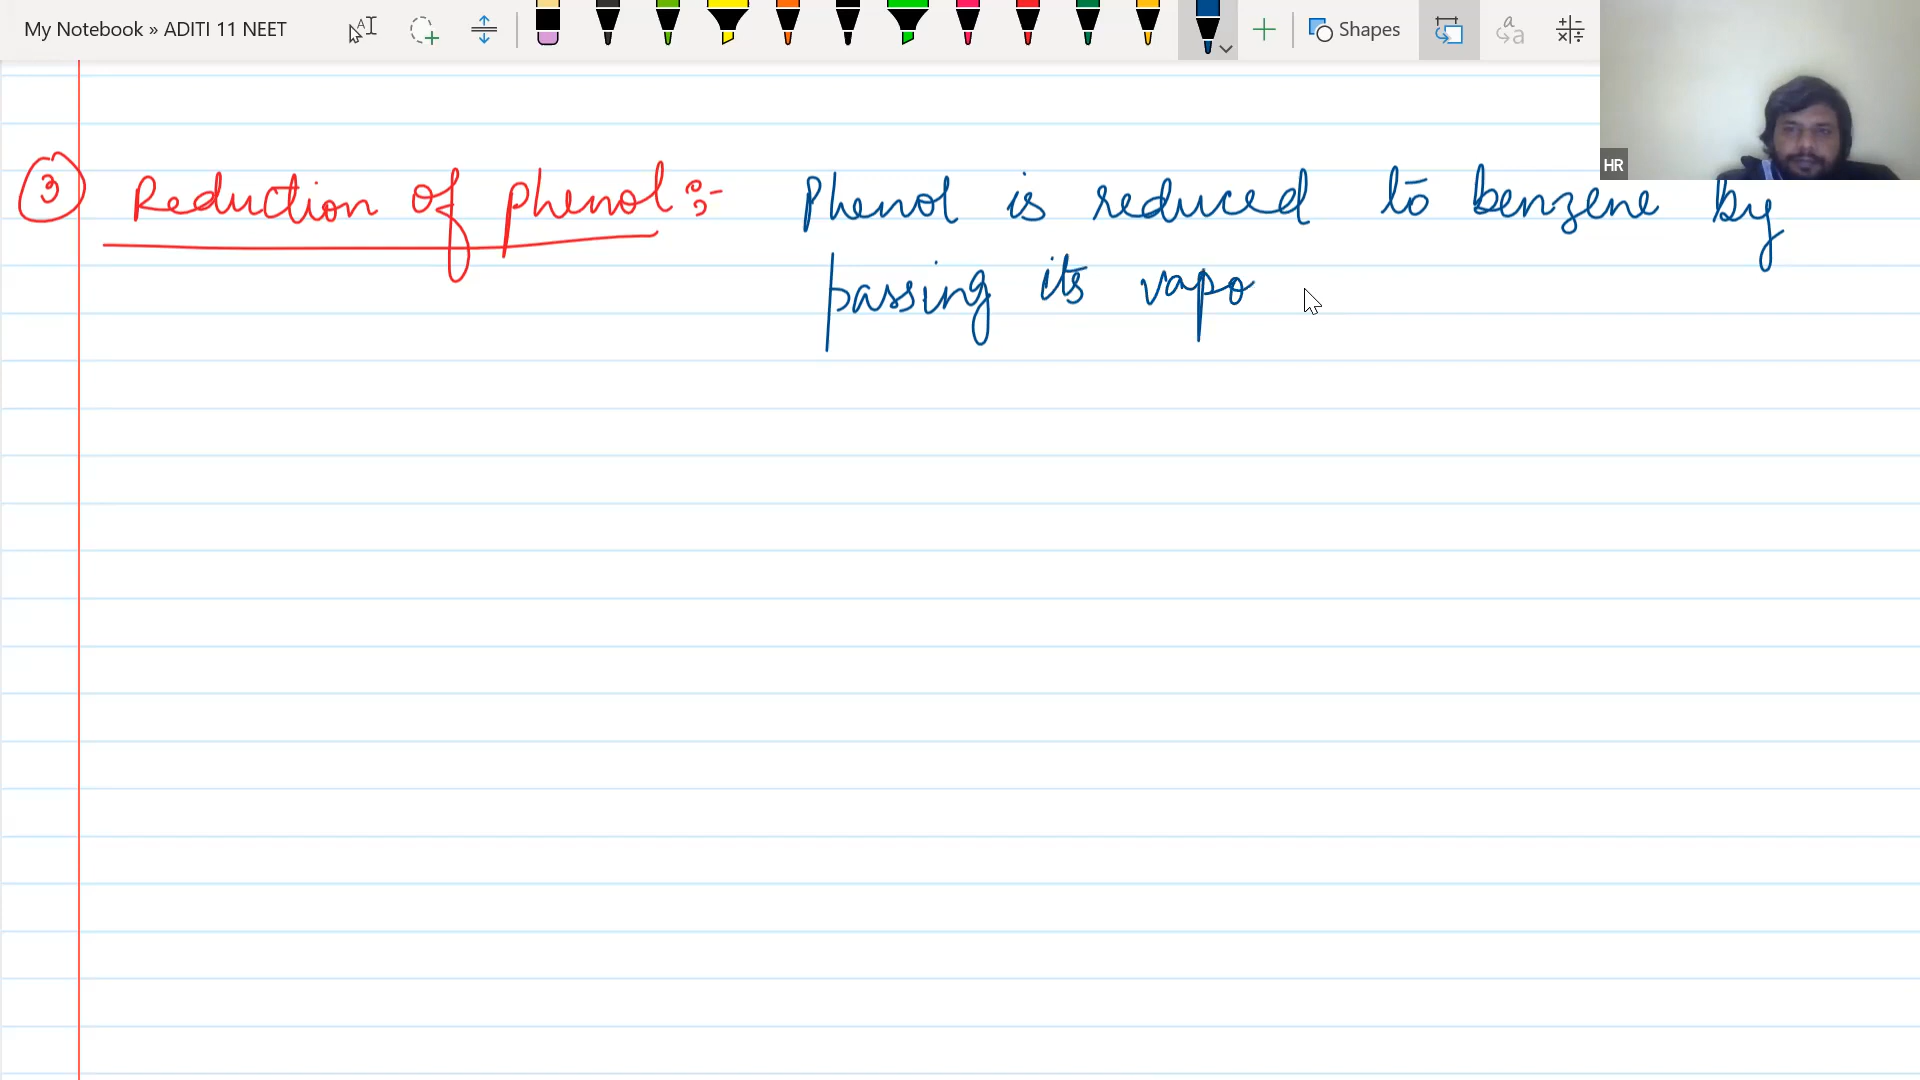 My Notebook » ADITI 11 NEET
Shapes
HR
③ Reduction of phenol :- Phenol is reduced to benzene by
passing its vapo